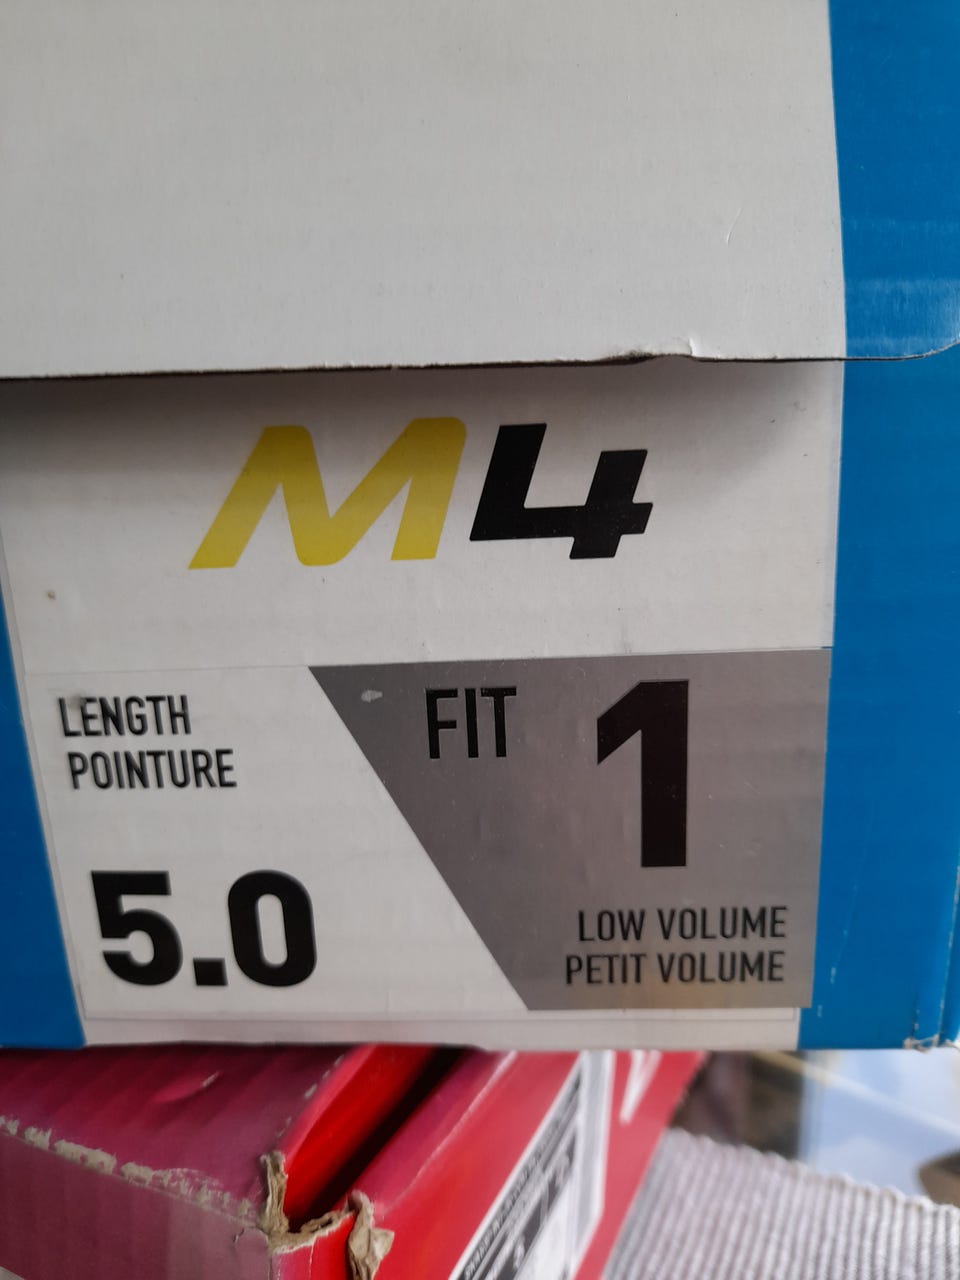 M4
LENGTH
POINTURE
5.0
FIT 1
LOW VOLUME
PETIT VOLUME